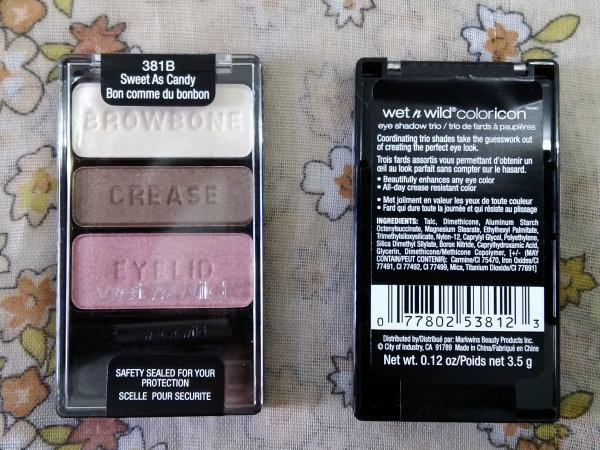 381B
Sweet As Candy
Bon comme du bonbon
BROWBONE
CREASE
EYELID
wet n wild
wet n wild
SAFETY SEALED FOR YOUR
PROTECTION
SCELLE POUR SECURITE
wet n wild® coloricon™
eye shadow trio / trio de fards à paupières
Coordinating trio shades take the guesswork out
of creating the perfect eye look.
Trois fards assortis vous permettant d'obtenir un
œil au look parfait sans compter sur le hasard.
• Beautifully enhances any eye color
• All-day crease resistant color
• Met joliment en valeur les yeux de toute couleur
• Fard qui dure toute la journée et qui résiste au plissage
INGREDIENTS: Talc, Dimethicone, Aluminum Starch
Octenylsuccinate, Magnesium Stearate, Ethylhexyl Palmitate,
Trimethylsiloxysilicate, Nylon-12, Caprylyl Glycol, Polyethylene,
Silica Dimethyl Silylate, Boron Nitride, Caprylhydroxamic Acid,
Glycerin, Dimethicone/Methicone Copolymer, [+/- (MAY
CONTAIN/PEUT CONTENIR): Carmine/CI 75470, Iron Oxides/CI
77491, CI 77492, CI 77499, Mica, Titanium Dioxide/CI 77891]
0 77802 53812 3
Distributed by/Distribué par: Markwins Beauty Products Inc.
© City of Industry, CA 91789 Made in China/Fabriqué en Chine
Net wt. 0.12 oz/Poids net 3.5 g